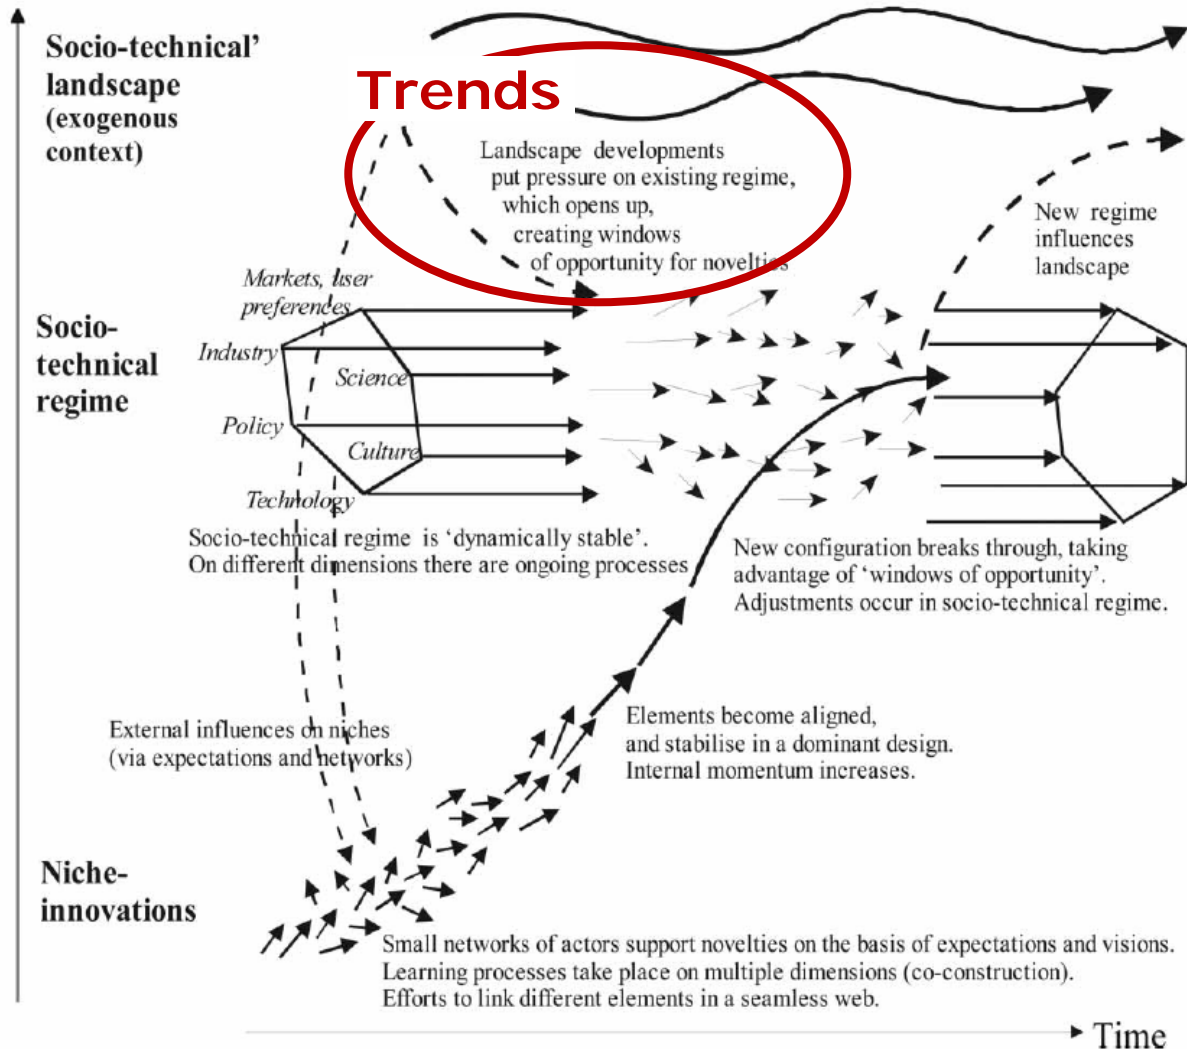 Socio-technical’
landscape
(exogenous
context)
Trends
Landscape developments
put pressure on existing regime,
which opens up,
creating windows
of opportunity for novelties
New regime
influences
landscape
Markets, user
preferences
Socio-
technical
regime
Industry
Science
Policy
Culture
Technology
Socio-technical regime is ‘dynamically stable’.
On different dimensions there are ongoing processes
New configuration breaks through, taking
advantage of ‘windows of opportunity’.
Adjustments occur in socio-technical regime.
External influences on niches
(via expectations and networks)
Elements become aligned,
and stabilise in a dominant design.
Internal momentum increases.
Niche-
innovations
Small networks of actors support novelties on the basis of expectations and visions.
Learning processes take place on multiple dimensions (co-construction).
Efforts to link different elements in a seamless web.
Time